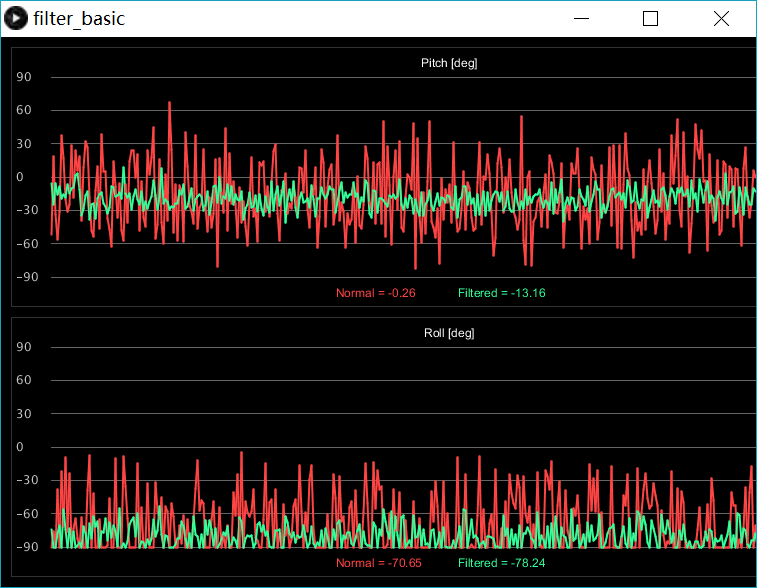 filter_basic
Pitch [deg]
90
60
30
0
-30
-60
-90
Normal = -0.26 Filtered = -13.16
Roll [deg]
90
60
30
0
-30
-60
-90
Normal = -70.65 Filtered = -78.24